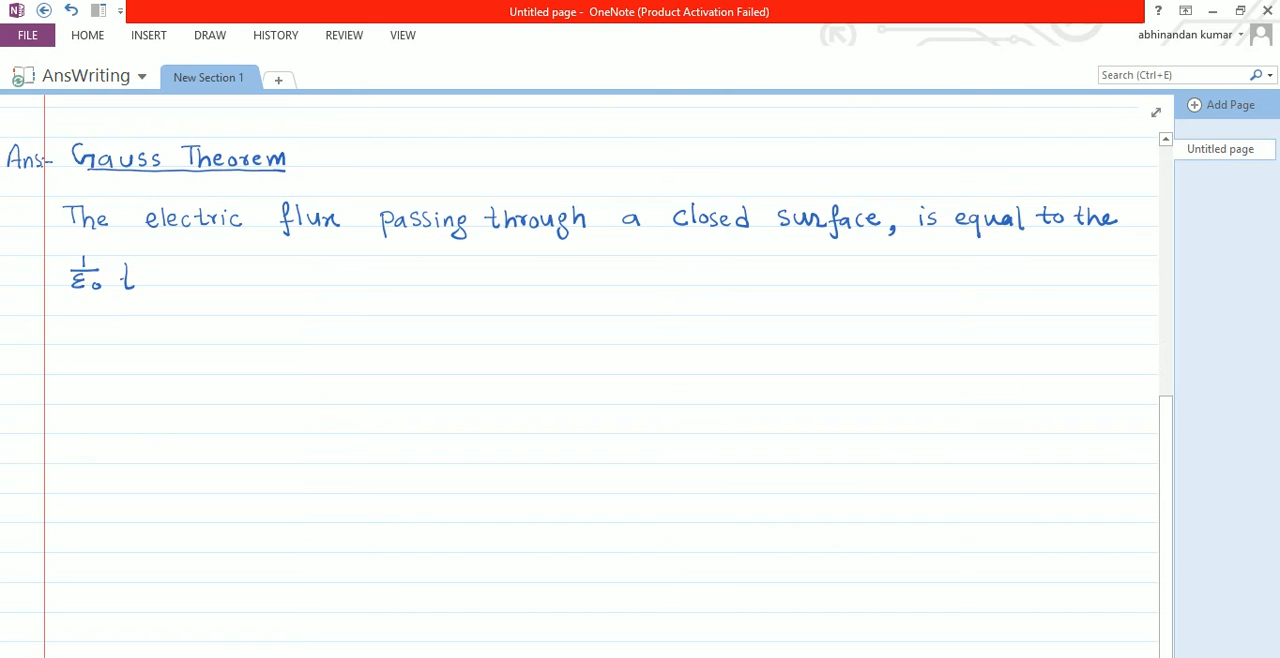 Untitled page - OneNote (Product Activation Failed)
?
FILE HOME INSERT DRAW HISTORY REVIEW VIEW
abhinandan kumar
AnsWriting New Section 1 +
Search (Ctrl+E)
Add Page
Untitled page
Ans:- Gauss Theorem
The electric flux passing through a closed surface, is equal to the
1/ε₀ t